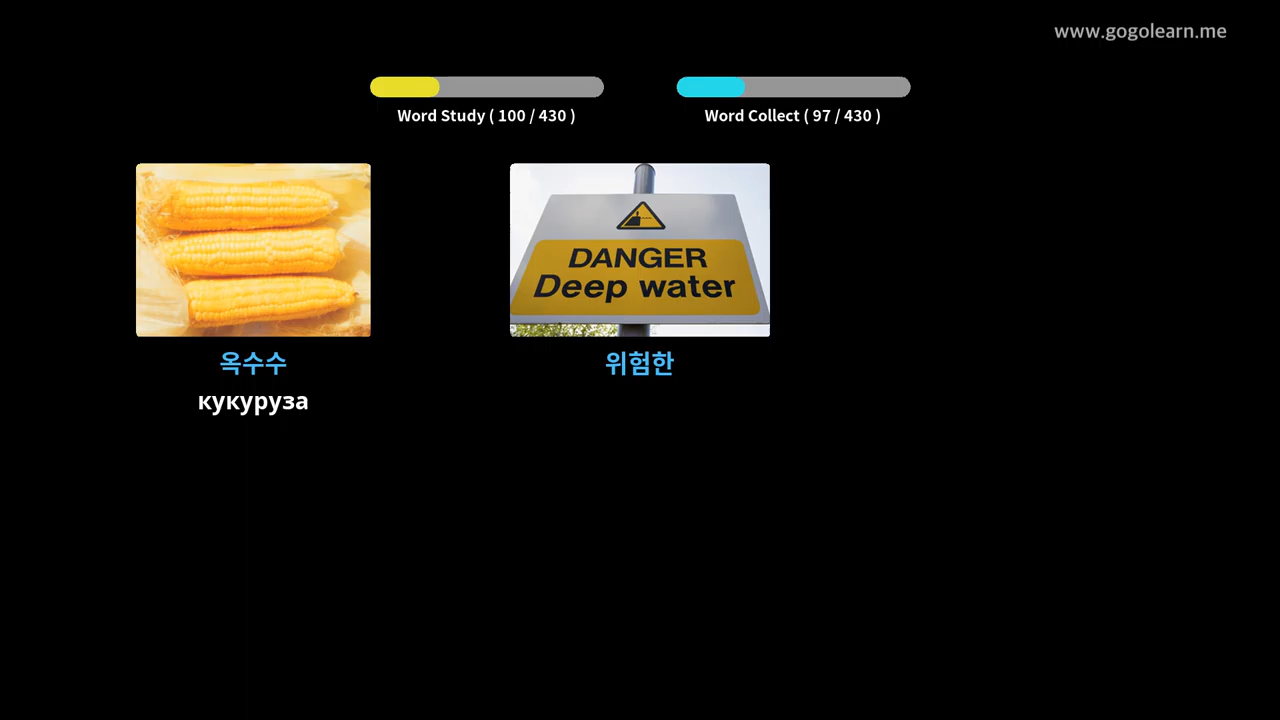 www.gogolearn.me
Word Study ( 100 / 430 )
Word Collect ( 97 / 430 )
DANGER
Deep water
옥수수
위험한
кукуруза